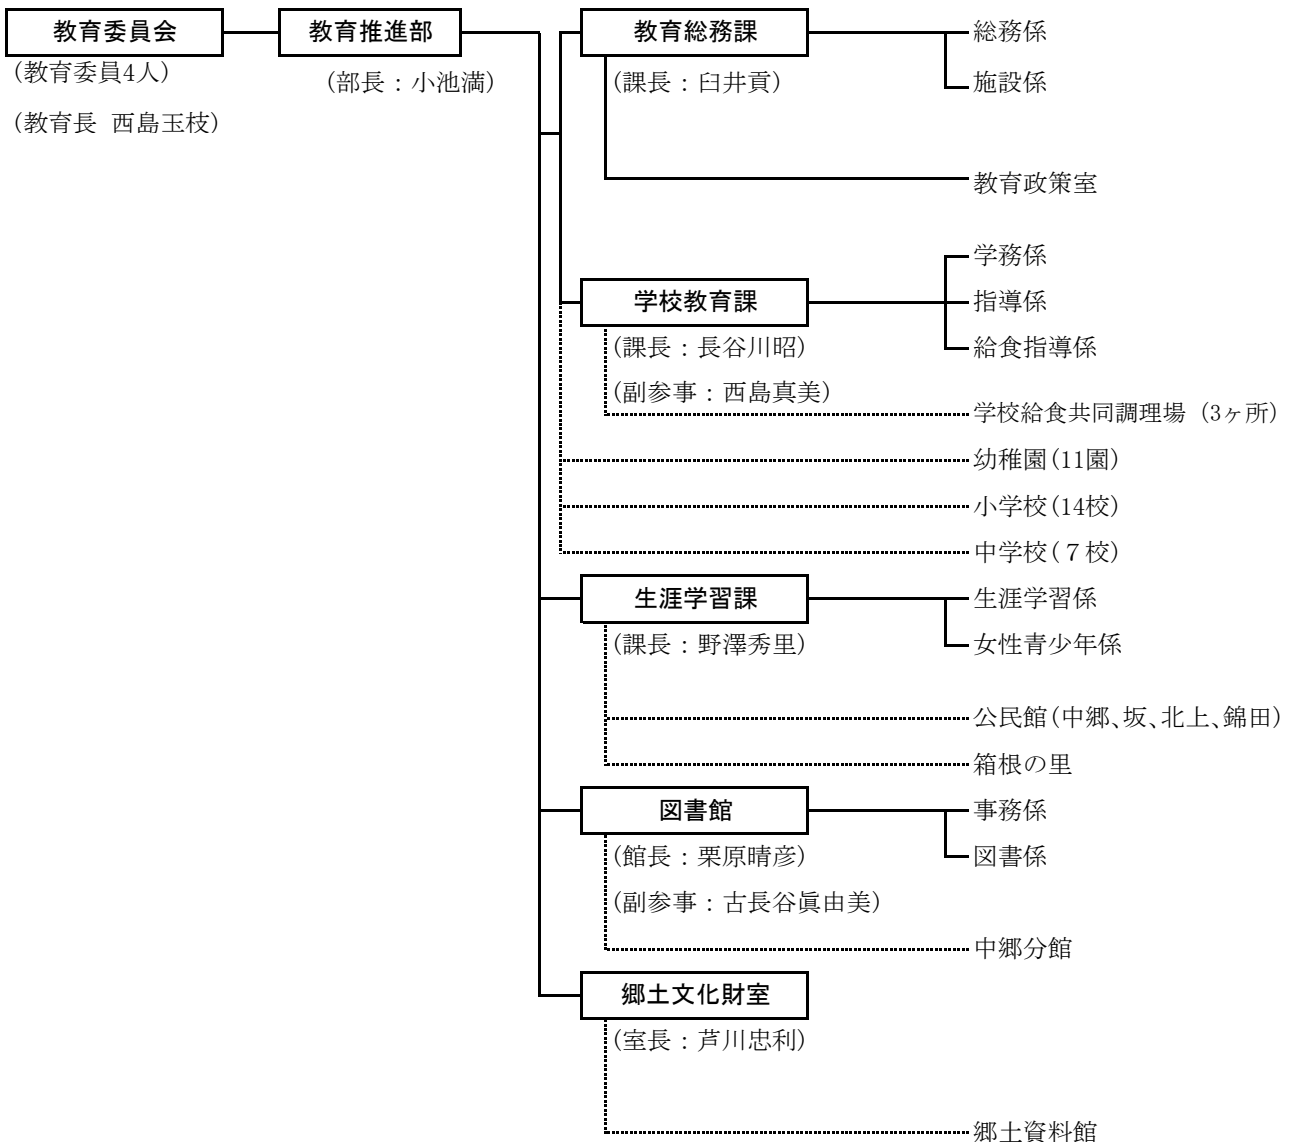 教育委員会
(教育委員4人)
(教育長 西島玉枝)
教育推進部
(部長：小池満)
教育総務課
(課長：臼井貢)
総務係
施設係
教育政策室
学校教育課
(課長：長谷川昭)
(副参事：西島真美)
学務係
指導係
給食指導係
学校給食共同調理場 (3ヶ所)
幼稚園(11園)
小学校(14校)
中学校(７校)
生涯学習課
(課長：野澤秀里)
生涯学習係
女性青少年係
公民館(中郷、坂、北上、錦田)
箱根の里
図書館
(館長：栗原晴彦)
(副参事：古長谷眞由美)
事務係
図書係
中郷分館
郷土文化財室
(室長：芦川忠利)
郷土資料館